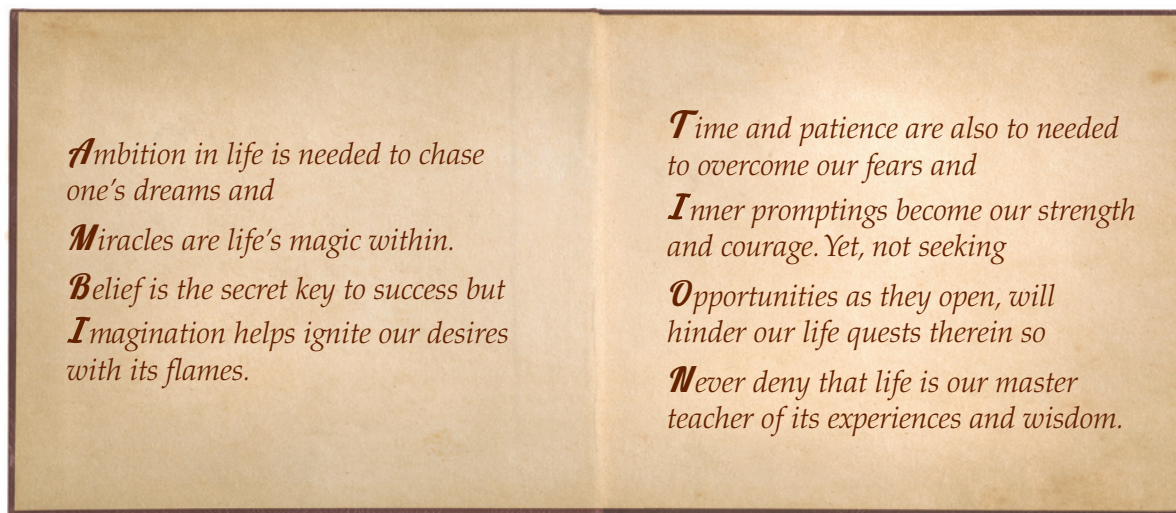 Ambition in life is needed to chase
one's dreams and
Miracles are life's magic within.
Belief is the secret key to success but
Imagination helps ignite our desires
with its flames.
Time and patience are also to needed
to overcome our fears and
Inner promptings become our strength
and courage. Yet, not seeking
Opportunities as they open, will
hinder our life quests therein so
Never deny that life is our master
teacher of its experiences and wisdom.